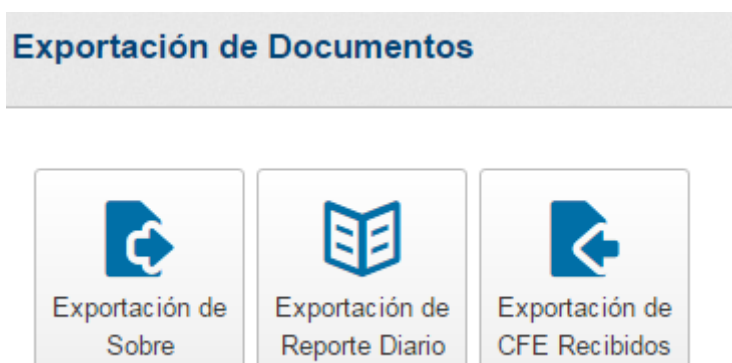 Exportación de Documentos
Exportación de
Sobre
Exportación de
Reporte Diario
Exportación de
CFE Recibidos